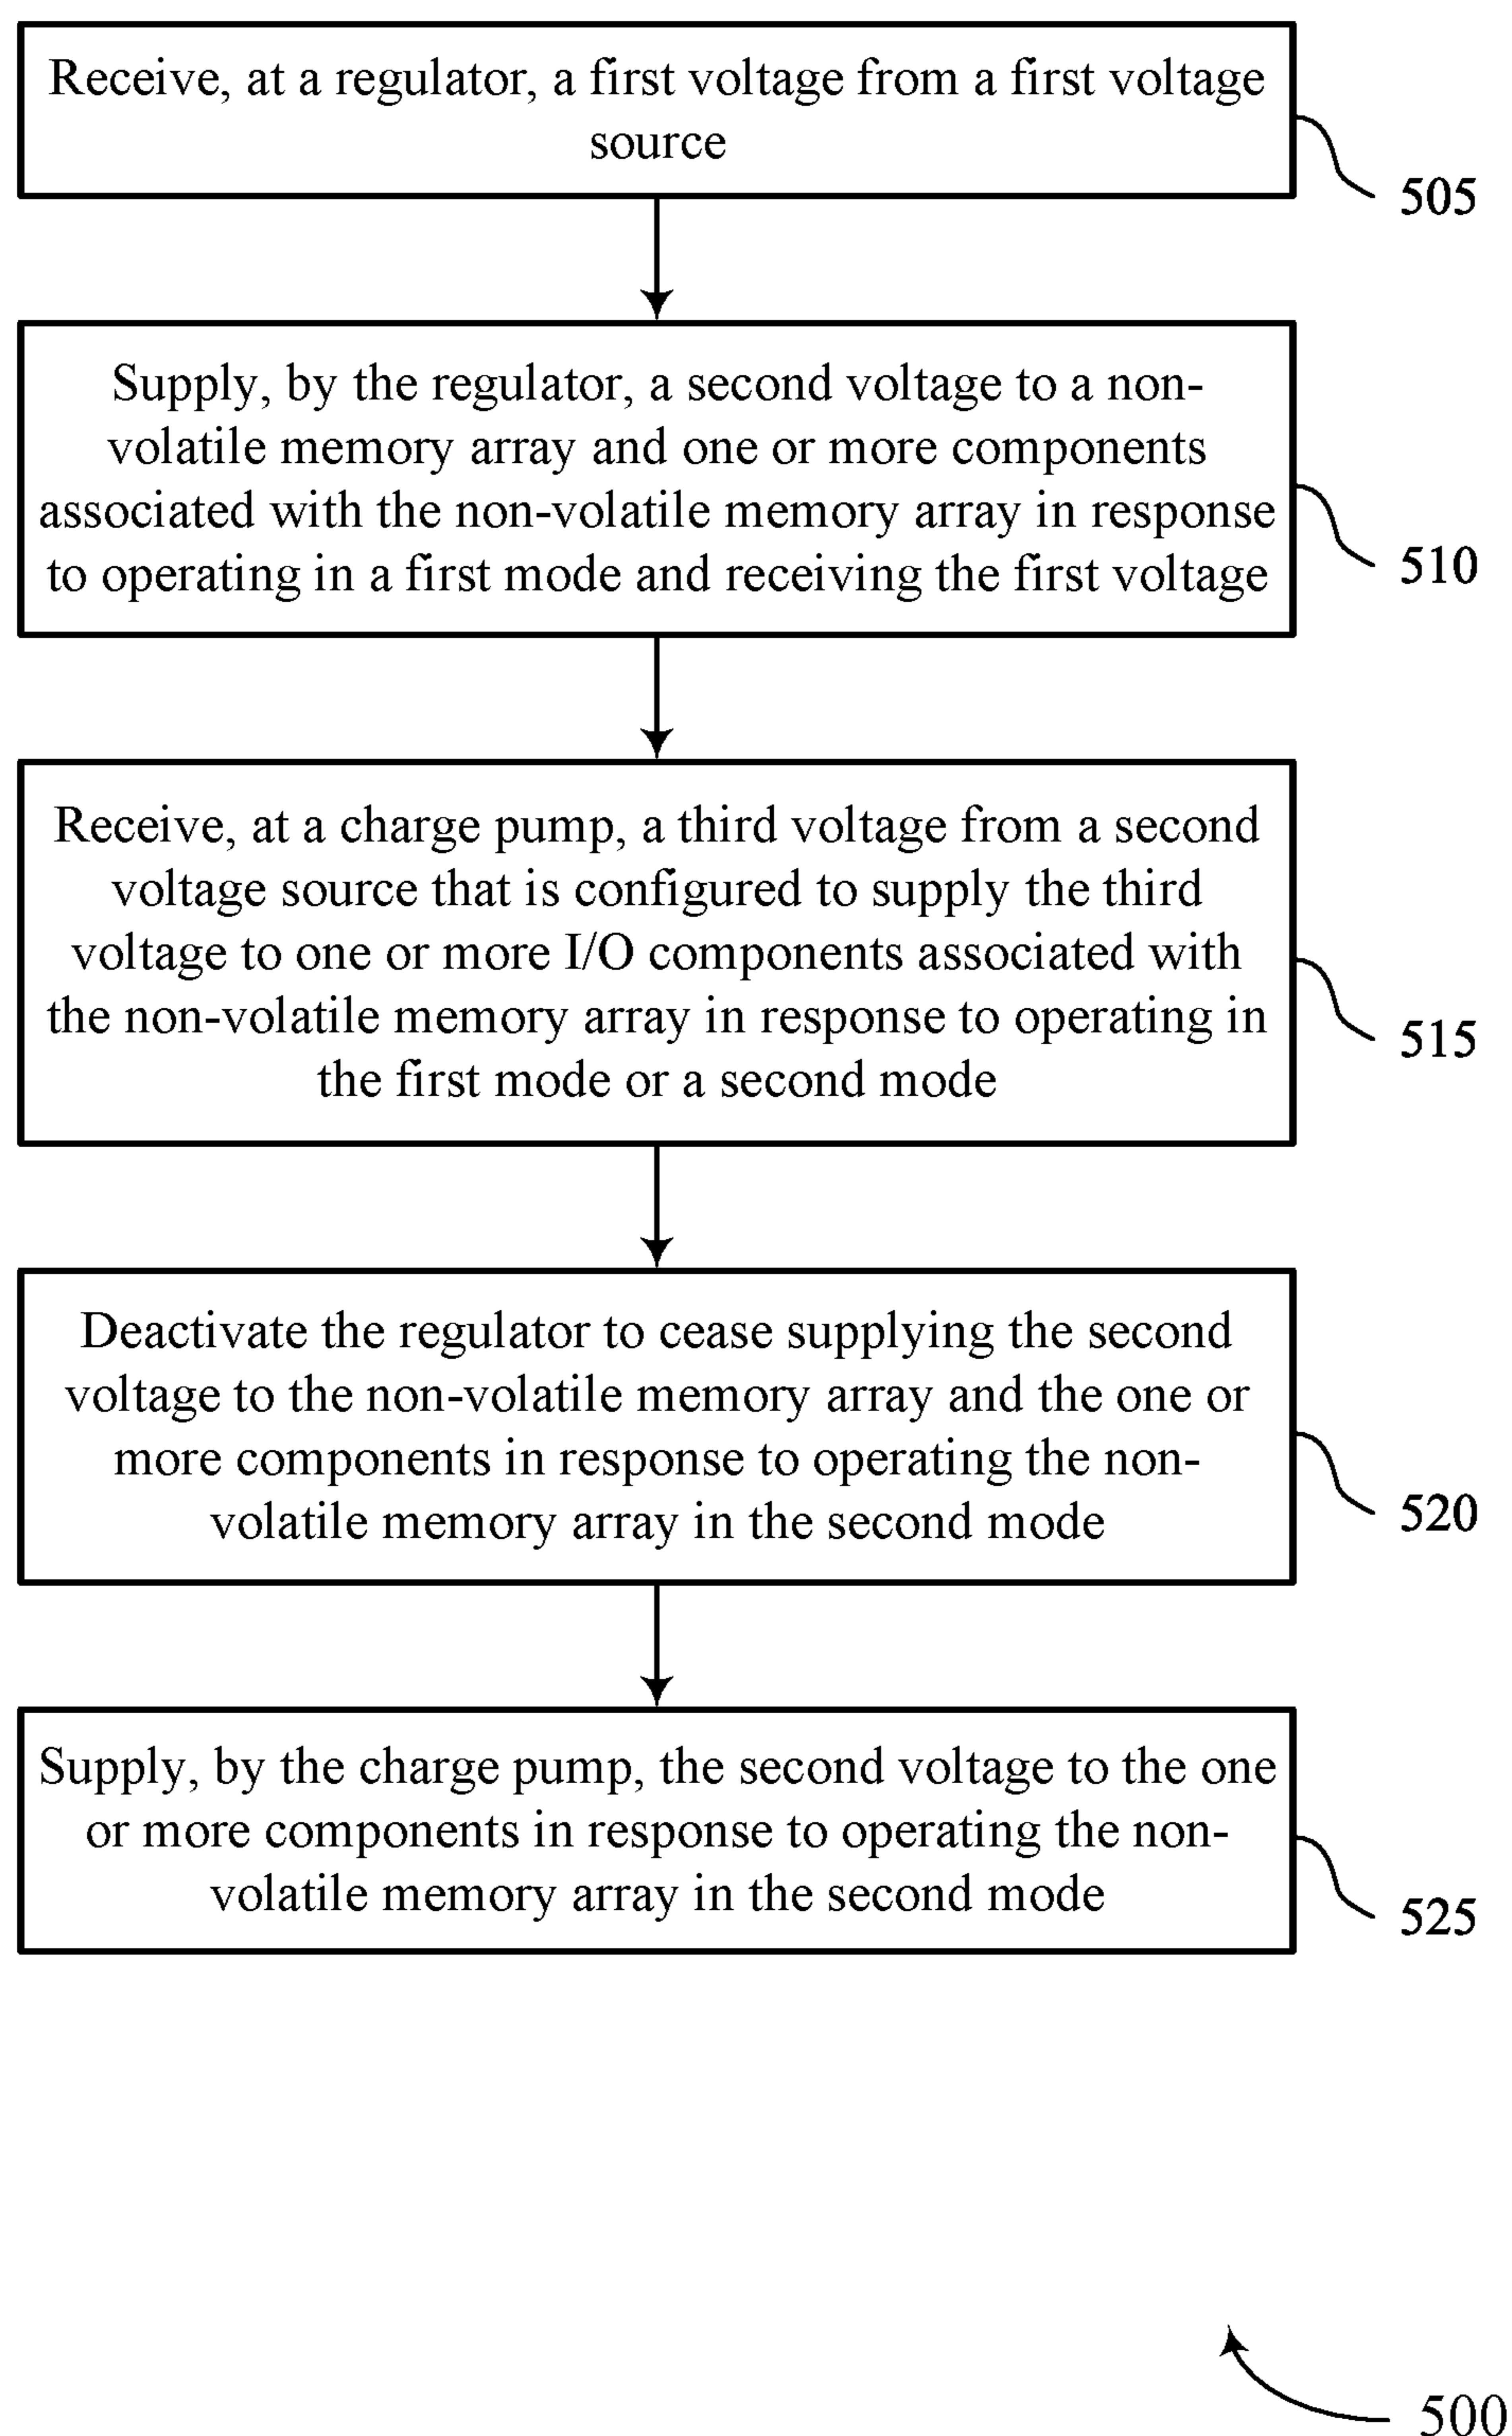 Receive, at a regulator, a first voltage from a first voltage
source
505
Supply, by the regulator, a second voltage to a non-
volatile memory array and one or more components
associated with the non-volatile memory array in response
to operating in a first mode and receiving the first voltage
510
Receive, at a charge pump, a third voltage from a second
voltage source that is configured to supply the third
voltage to one or more I/O components associated with
the non-volatile memory array in response to operating in
the first mode or a second mode
515
Deactivate the regulator to cease supplying the second
voltage to the non-volatile memory array and the one or
more components in response to operating the non-
volatile memory array in the second mode
520
Supply, by the charge pump, the second voltage to the one
or more components in response to operating the non-
volatile memory array in the second mode
525
500